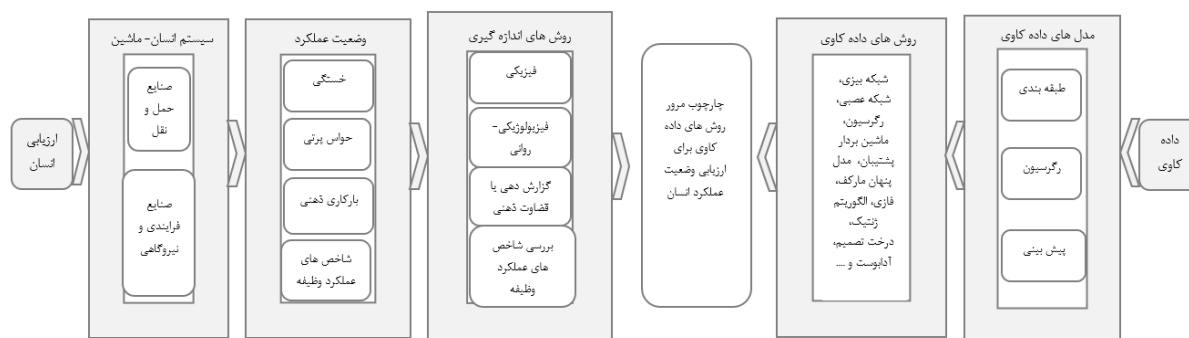 ارزیابی
انسان
سیستم انسان- ماشین
صنایع
حمل و
نقل
صنایع
فرایندی و
نیروگاهی
وضعیت عملکرد
خستگی
حواس پرتی
بارکاری ذهنی
شاخص های
عملکرد وظیفه
روش های اندازه گیری
فیزیکی
فیزیولوژیکی-
روانی
گزارش دهی یا
قضاوت ذهنی
بررسی شاخص
های عملکرد
وظیفه
چارچوب مرور
روش های داده
کاوی برای
ارزیابی وضعیت
عملکرد انسان
روش های داده کاوی
شبکه بیزی،
شبکه عصبی،
رگرسیون،
ماشین بردار
پشتیبان، مدل
پنهان مارکف،
فازی، الگوریتم
ژنتیک،
درخت تصمیم،
آدابوست و ....
مدل های داده کاوی
طبقه بندی
رگرسیون
پیش بینی
داده
کاوی